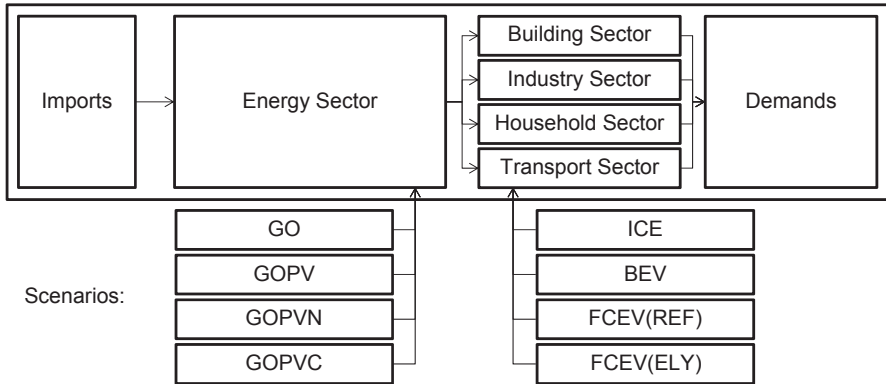 Imports
Energy Sector
Building Sector
Industry Sector
Household Sector
Transport Sector
Demands
Scenarios:
GO
GOPV
GOPVN
GOPVC
ICE
BEV
FCEV(REF)
FCEV(ELY)